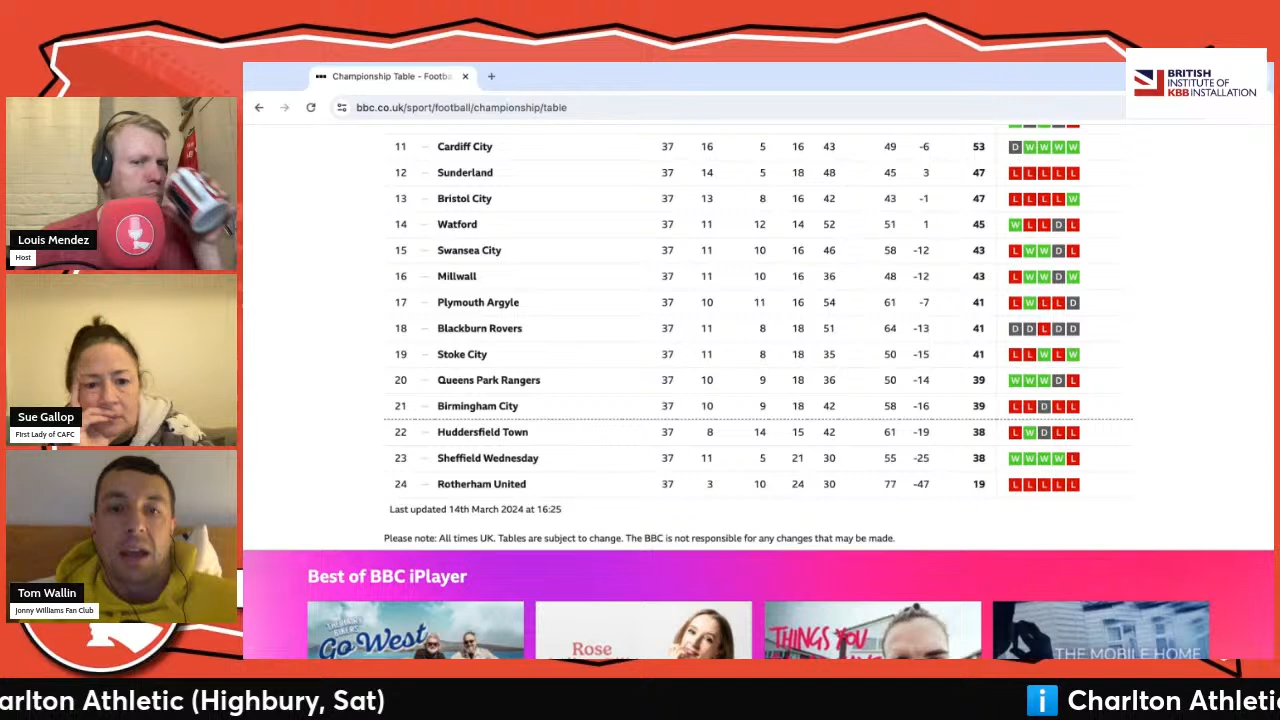 Championship Table - Footba
bbc.co.uk/sport/football/championship/table
BRITISH
INSTITUTE OF
KBB INSTALLATION
11 Cardiff City 37 16 5 16 43 49 -6 53 D W W W W
12 Sunderland 37 14 5 18 48 45 3 47 L L L L L
13 Bristol City 37 13 8 16 42 43 -1 47 L L L L W
14 Watford 37 11 12 14 52 51 1 45 W L L D L
15 Swansea City 37 11 10 16 46 58 -12 43 L W W D L
16 Millwall 37 11 10 16 36 48 -12 43 L W W D W
17 Plymouth Argyle 37 10 11 16 54 61 -7 41 L W L L D
18 Blackburn Rovers 37 11 8 18 51 64 -13 41 D D L D D
19 Stoke City 37 11 8 18 35 50 -15 41 L L W L W
20 Queens Park Rangers 37 10 9 18 36 50 -14 39 W W W D L
21 Birmingham City 37 10 9 18 42 58 -16 39 L L D L L
22 Huddersfield Town 37 8 14 15 42 61 -19 38 L W D L L
23 Sheffield Wednesday 37 11 5 21 30 55 -25 38 W W W W L
24 Rotherham United 37 3 10 24 30 77 -47 19 L L L L L
Last updated 14th March 2024 at 16:25
Please note: All times UK. Tables are subject to change. The BBC is not responsible for any changes that may be made.
Best of BBC iPlayer
GO WEST
Rose
THINGS YOU
THE MOBILE HOME
Louis Mendez
Host
Sue Gallop
First Lady of CAFC
Tom Wallin
Jonny Williams Fan Club
arlton Athletic (Highbury, Sat)
i Charlton Athleti